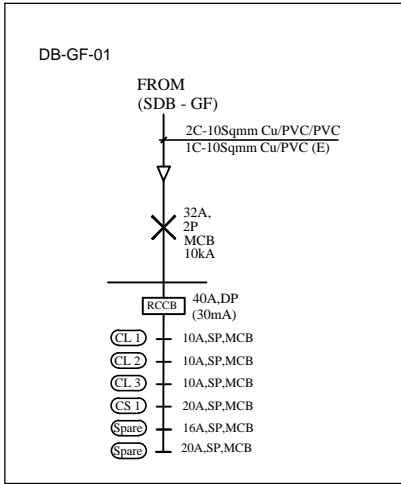 DB-GF-01
FROM
(SDB - GF)
2C-10Sqmm Cu/PVC/PVC
1C-10Sqmm Cu/PVC (E)
32A,
2P
MCB
10kA
RCCB
40A,DP
(30mA)
CL 1 10A,SP,MCB
CL 2 10A,SP,MCB
CL 3 10A,SP,MCB
CS 1 20A,SP,MCB
Spare 16A,SP,MCB
Spare 20A,SP,MCB